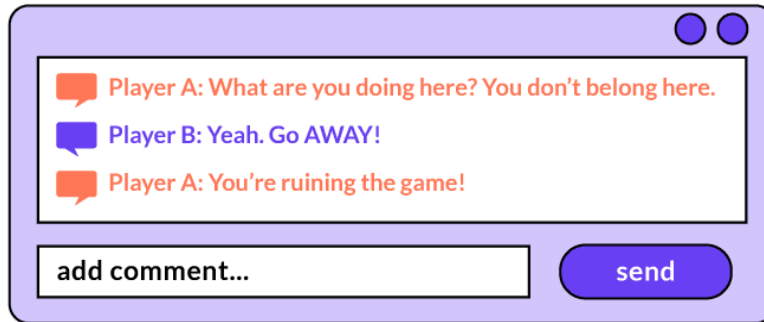 Player A: What are you doing here? You don’t belong here.
Player B: Yeah. Go AWAY!
Player A: You’re ruining the game!
add comment...
send